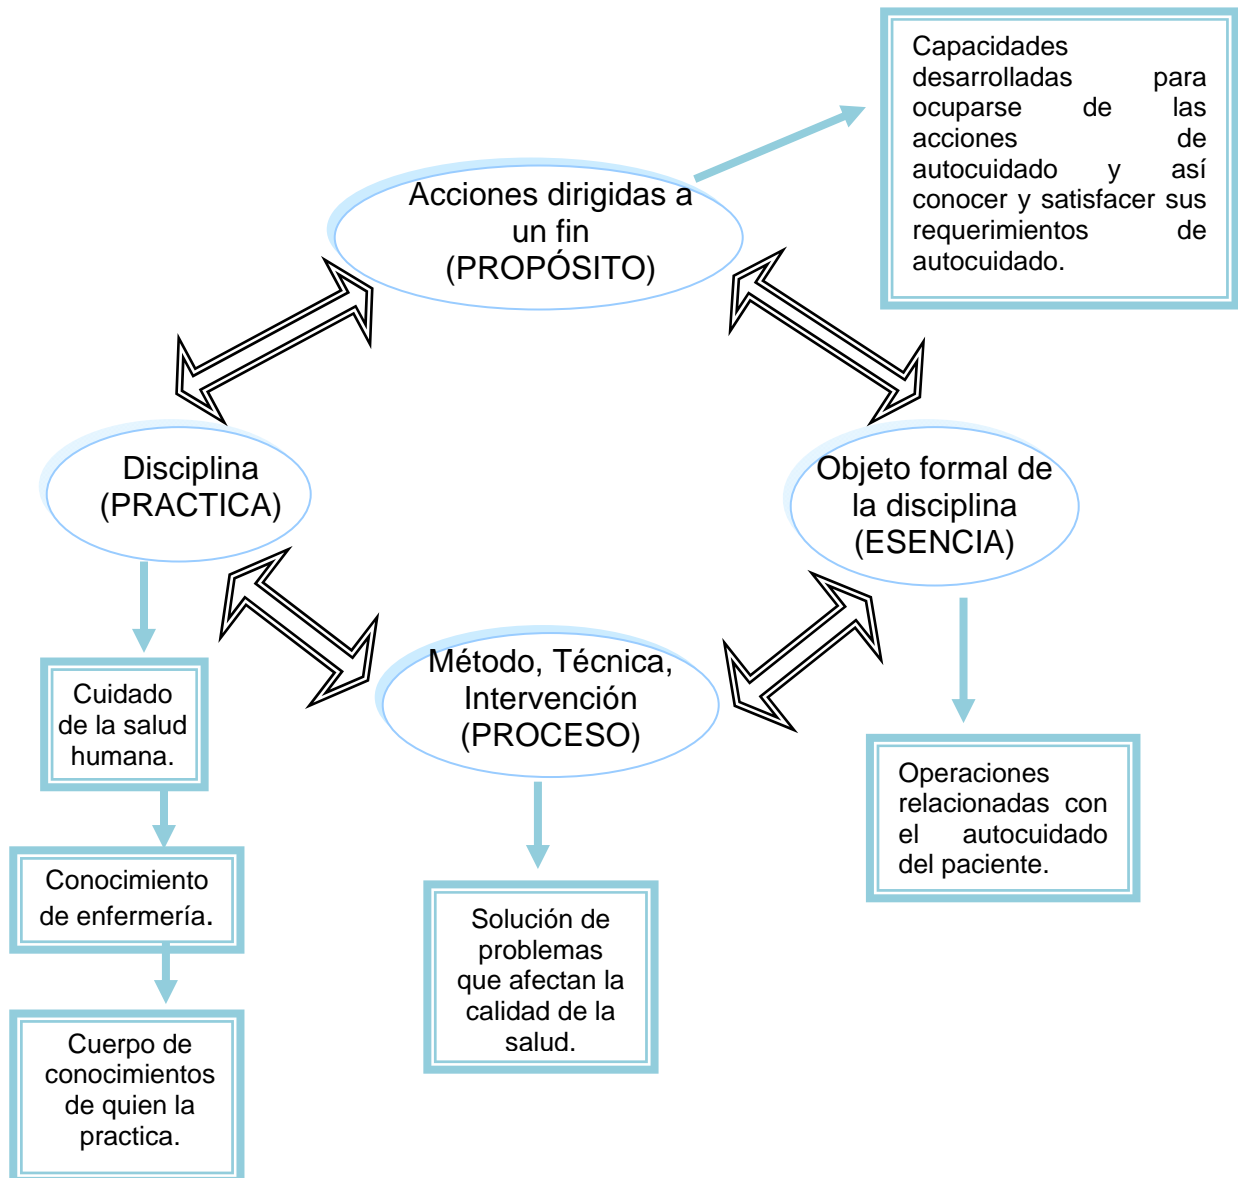 Capacidades
desarrolladas para
ocuparse de las
acciones de
autocuidado y así
conocer y satisfacer sus
requerimientos de
autocuidado.
Acciones dirigidas a
un fin
(PROPÓSITO)
Disciplina
(PRACTICA)
Objeto formal de
la disciplina
(ESENCIA)
Método, Técnica,
Intervención
(PROCESO)
Cuidado
de la salud
humana.
Operaciones
relacionadas con
el autocuidado
del paciente.
Conocimiento
de enfermería.
Solución de
problemas
que afectan la
calidad de la
salud.
Cuerpo de
conocimientos
de quien la
practica.